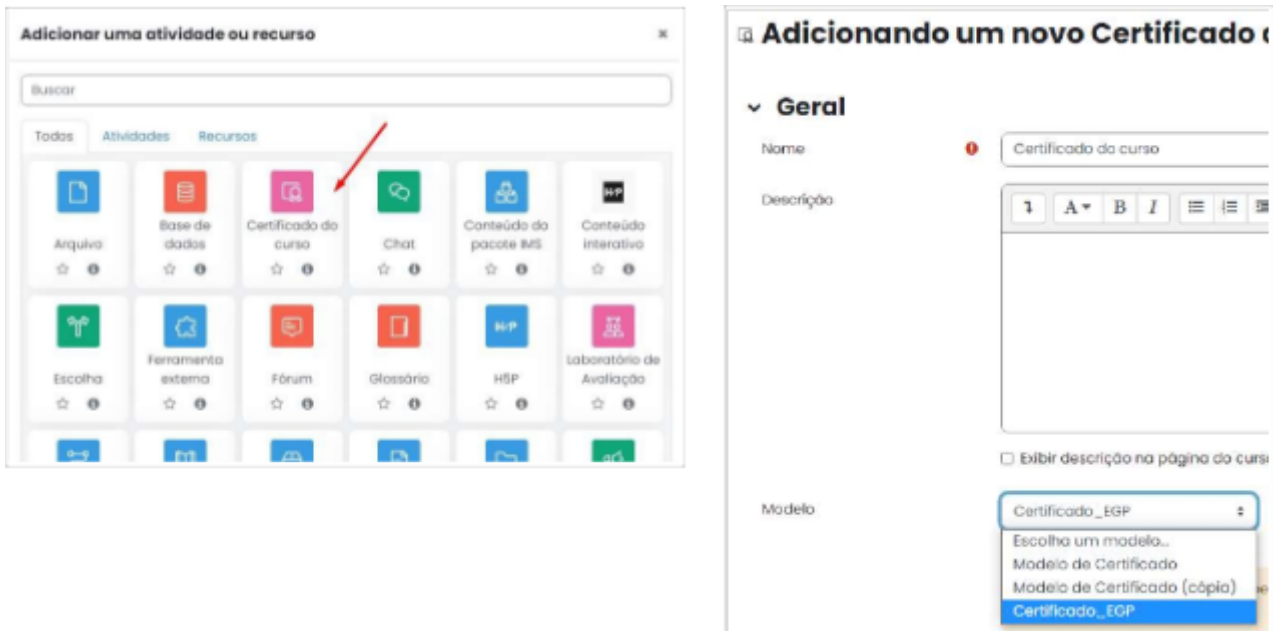 Adicionar uma atividade ou recurso
Buscar
Todos Atividades Recursos
Arquivo
Base de
dados
Certificado do
curso
Chat
Conteúdo do
pacote IMS
H-P
Conteúdo
interativo
Escolha
Ferramenta
externa
Fórum
Glossário
H-P
H5P
Laboratório de
Avaliação
Adicionando um novo Certificado
Geral
Nome
Certificado do curso
Descrição
A B I
Exibir descrição na página do curs
Modelo
Certificado_EGP
Escolha um modelo...
Modelo de Certificado
Modelo de Certificado (cópia)
Certificado_EGP